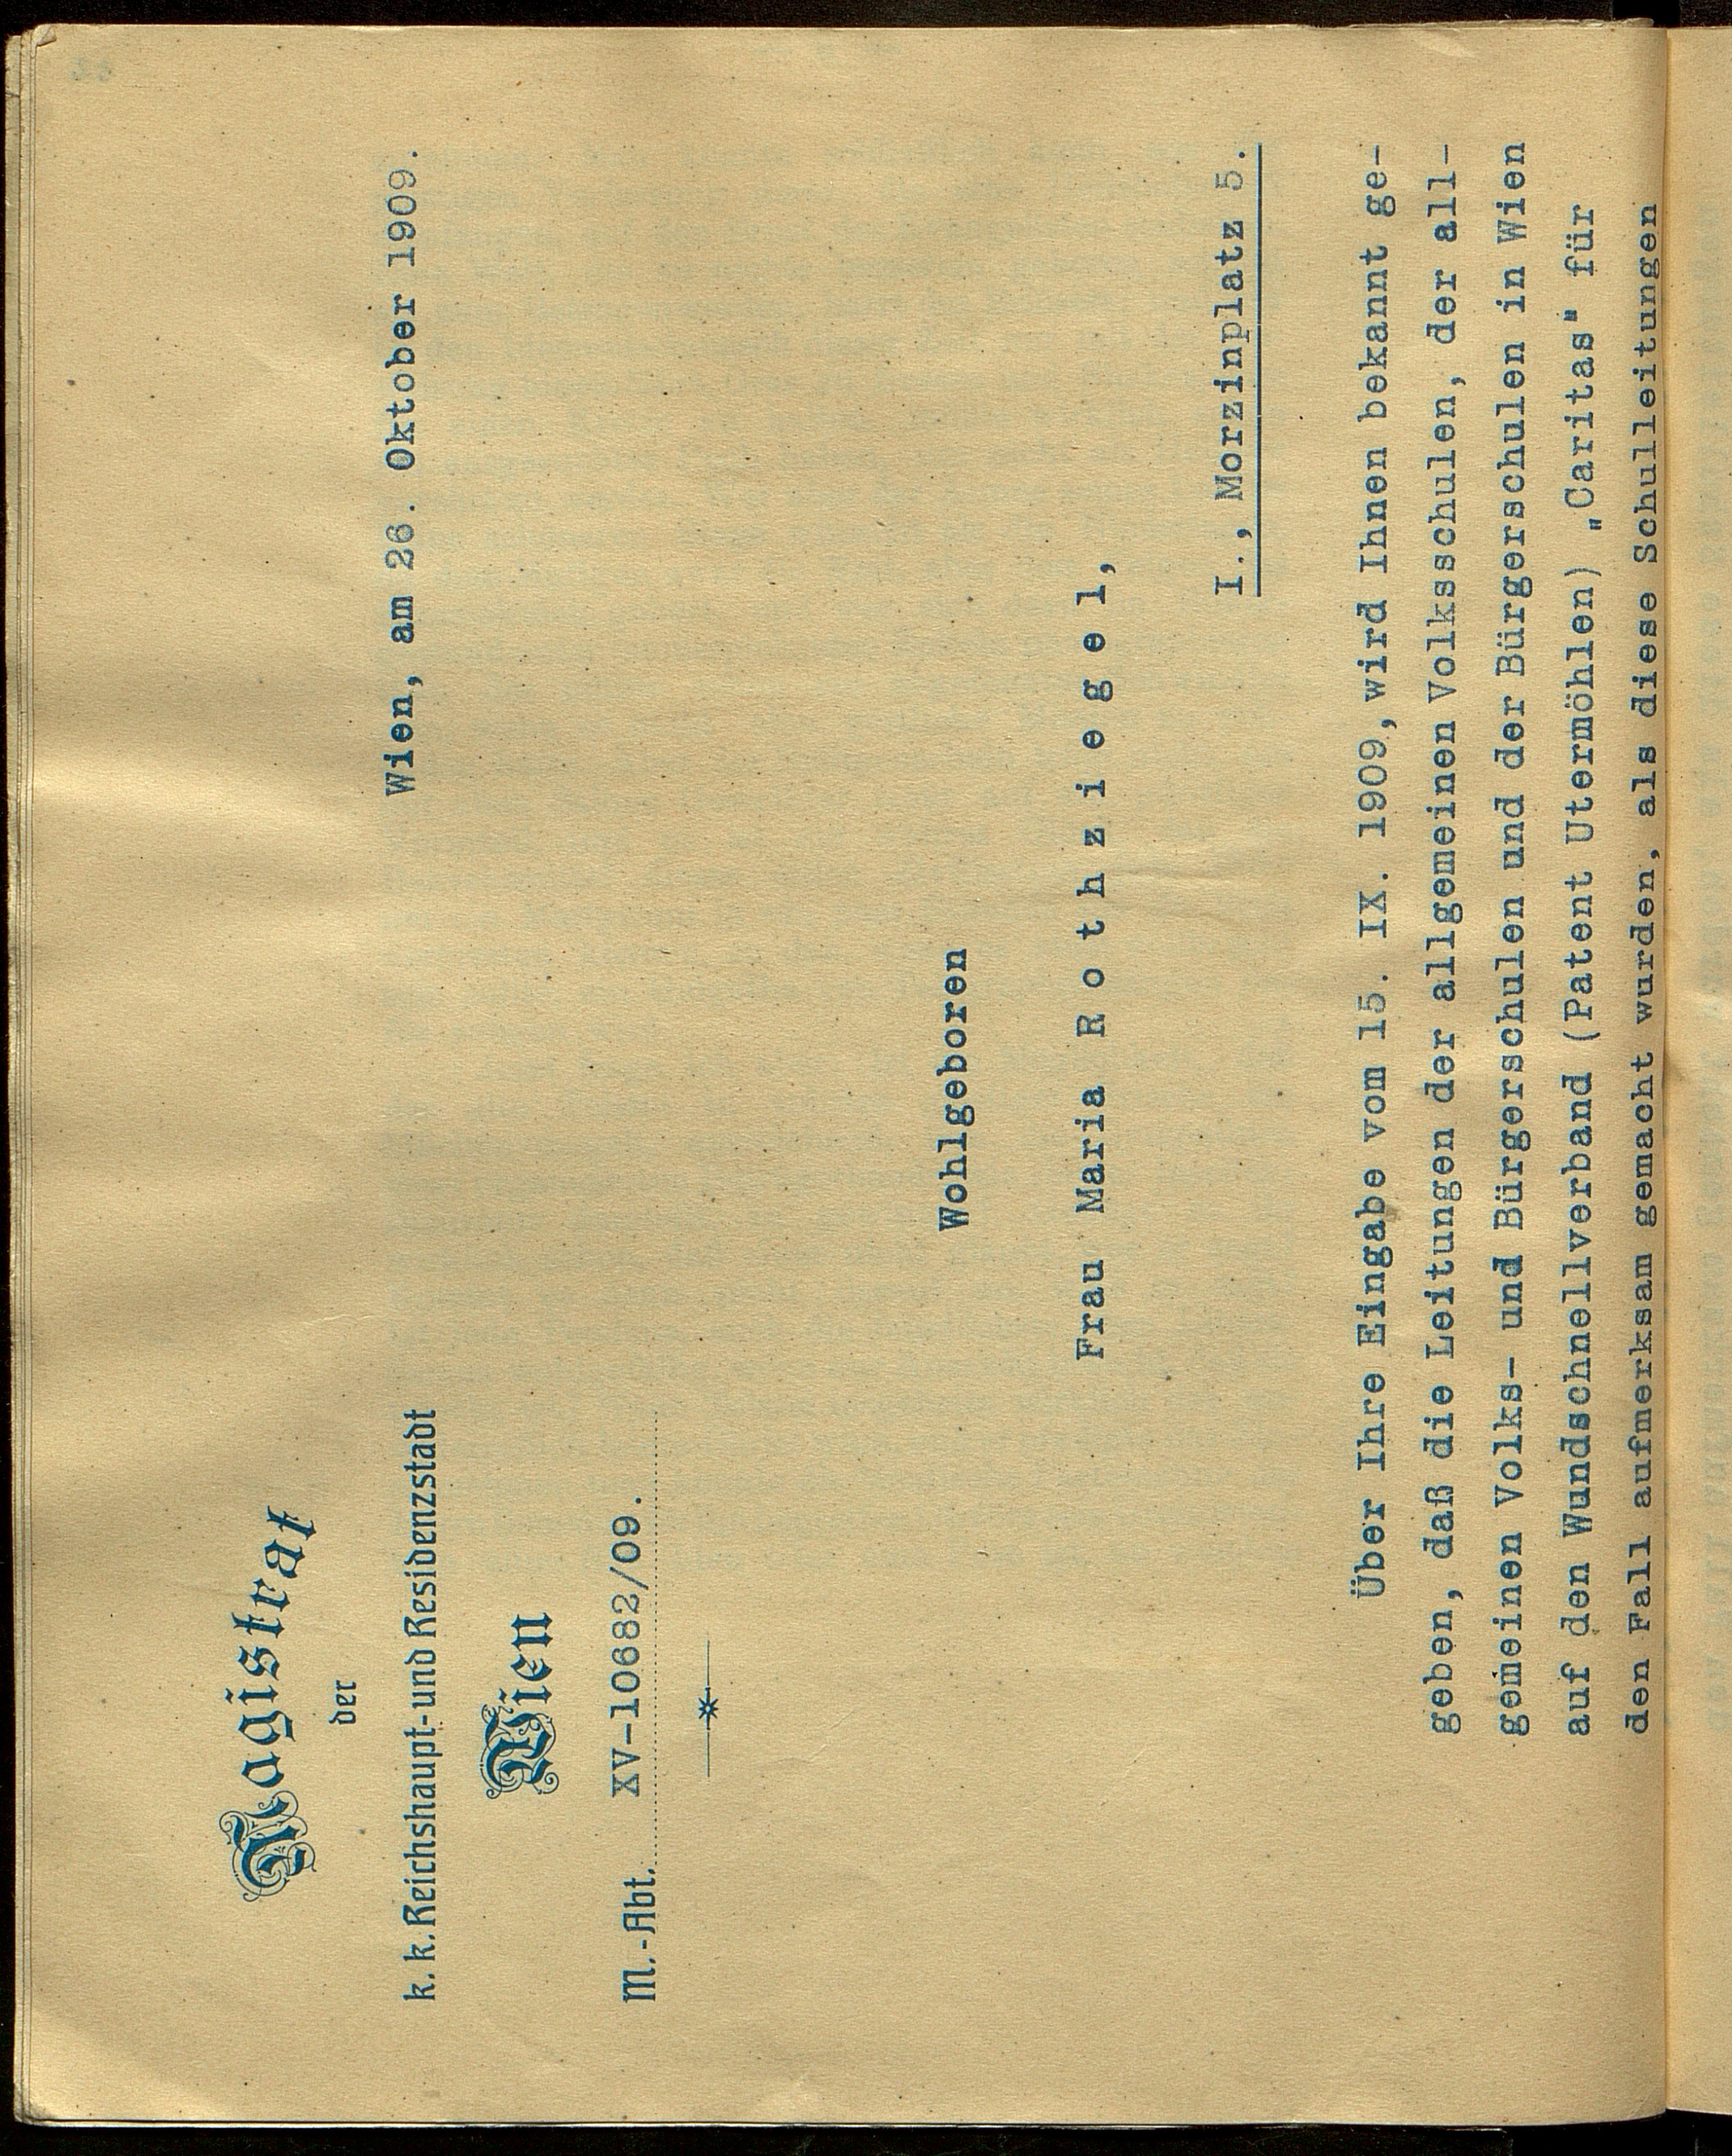 Magistrat
der
k. k. Reichshaupt- und Residenzstadt
Wien
M.-Abt. XV-10682/09.
Wien, am 26. Oktober 1909.
Wohlgeboren
Frau Maria Rothziegel,
I., Morzinplatz 5.
Über Ihre Eingabe vom 15. IX. 1909, wird Ihnen bekannt ge-
geben, daß die Leitungen der allgemeinen Volksschulen, der all-
gemeinen Volks- und Bürgerschulen und der Bürgerschulen in Wien
auf den Wundschnellverband (Patent Utermöhlen) „Caritas" für
den Fall aufmerksam gemacht wurden, als diese Schulleitungen